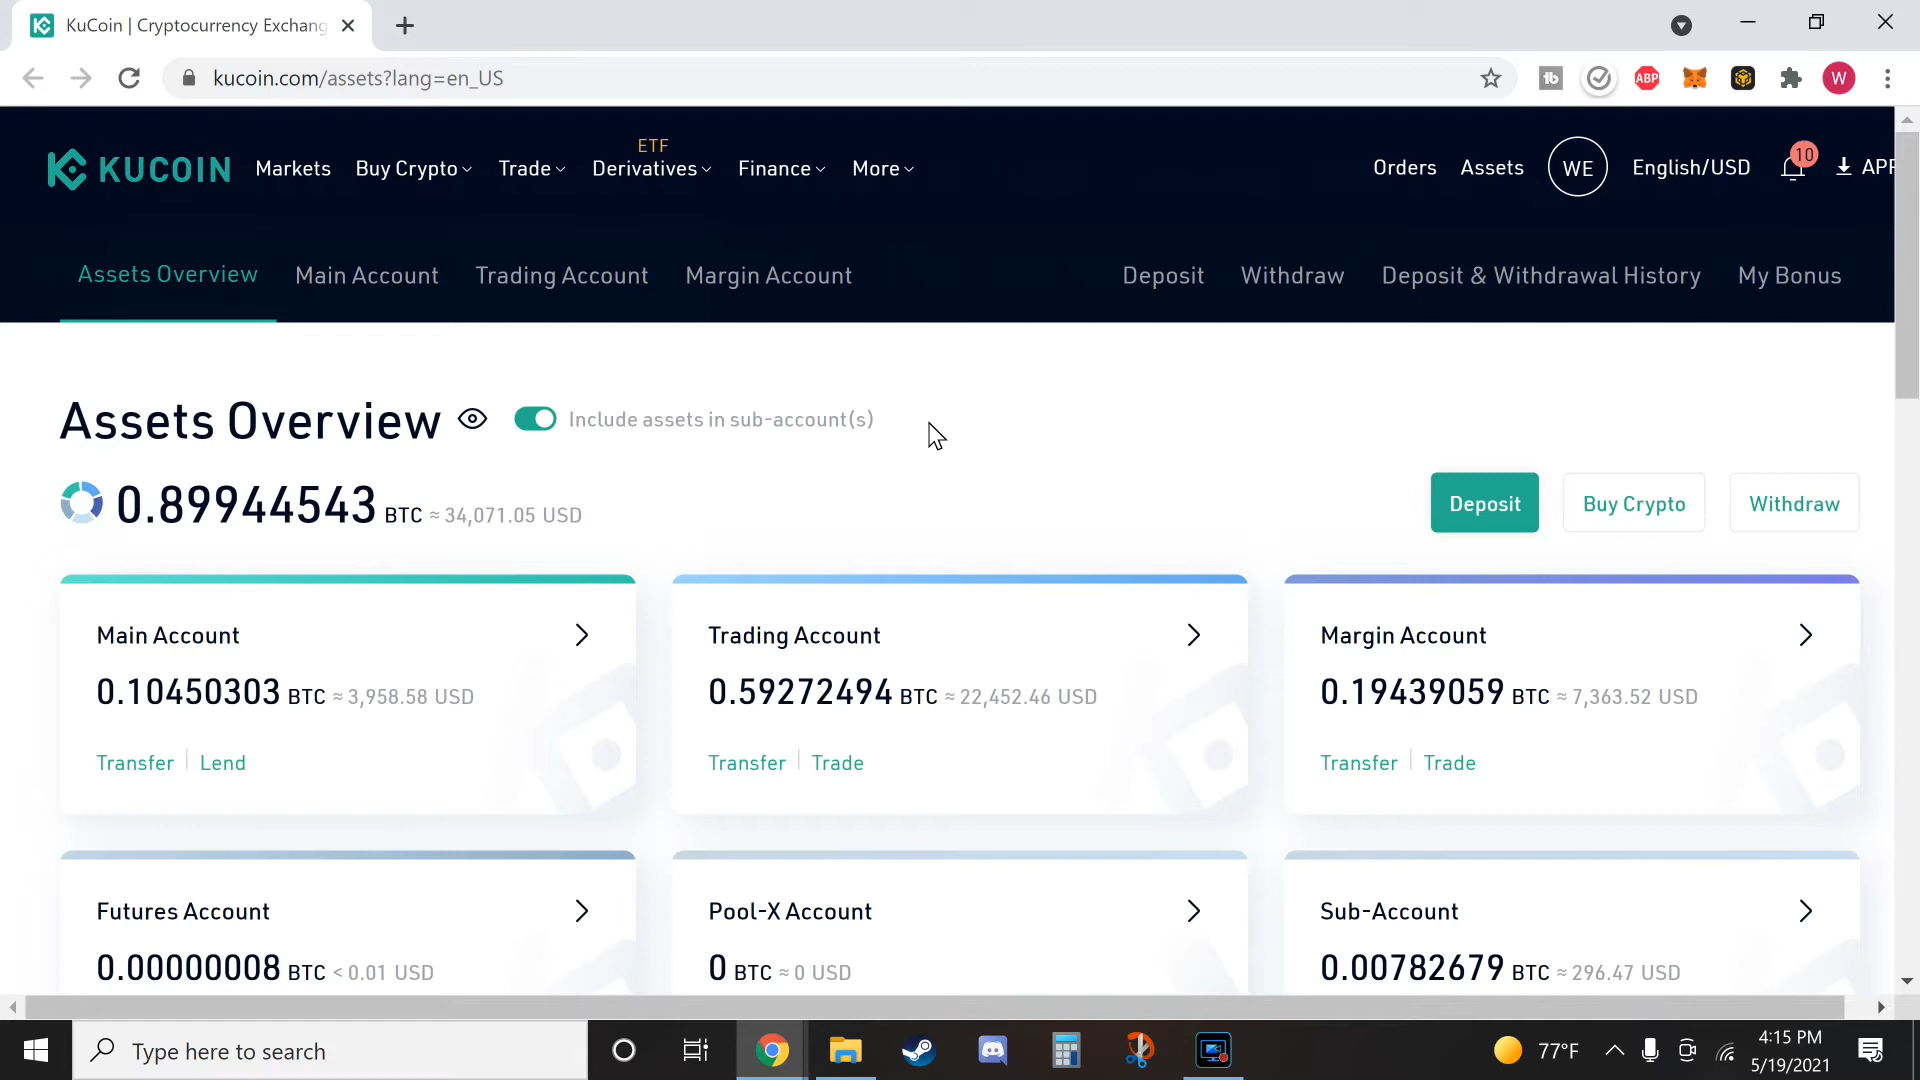 KuCoin | Cryptocurrency Exchang
kucoin.com/assets?lang=en_US
tb
ABP
W
KUCOIN
Markets
Buy Crypto
Trade
ETF
Derivatives
Finance
More
Orders
Assets
WE
English/USD
10
APP
Assets Overview
Main Account
Trading Account
Margin Account
Deposit
Withdraw
Deposit & Withdrawal History
My Bonus
Assets Overview
Include assets in sub-account(s)
0.89944543 BTC ≈ 34,071.05 USD
Deposit
Buy Crypto
Withdraw
Main Account
0.10450303 BTC ≈ 3,958.58 USD
Transfer
Lend
Trading Account
0.59272494 BTC ≈ 22,452.46 USD
Transfer
Trade
Margin Account
0.19439059 BTC ≈ 7,363.52 USD
Transfer
Trade
Futures Account
0.00000008 BTC < 0.01 USD
Pool-X Account
0 BTC ≈ 0 USD
Sub-Account
0.00782679 BTC ≈ 296.47 USD
Type here to search
77°F
4:15 PM
5/19/2021